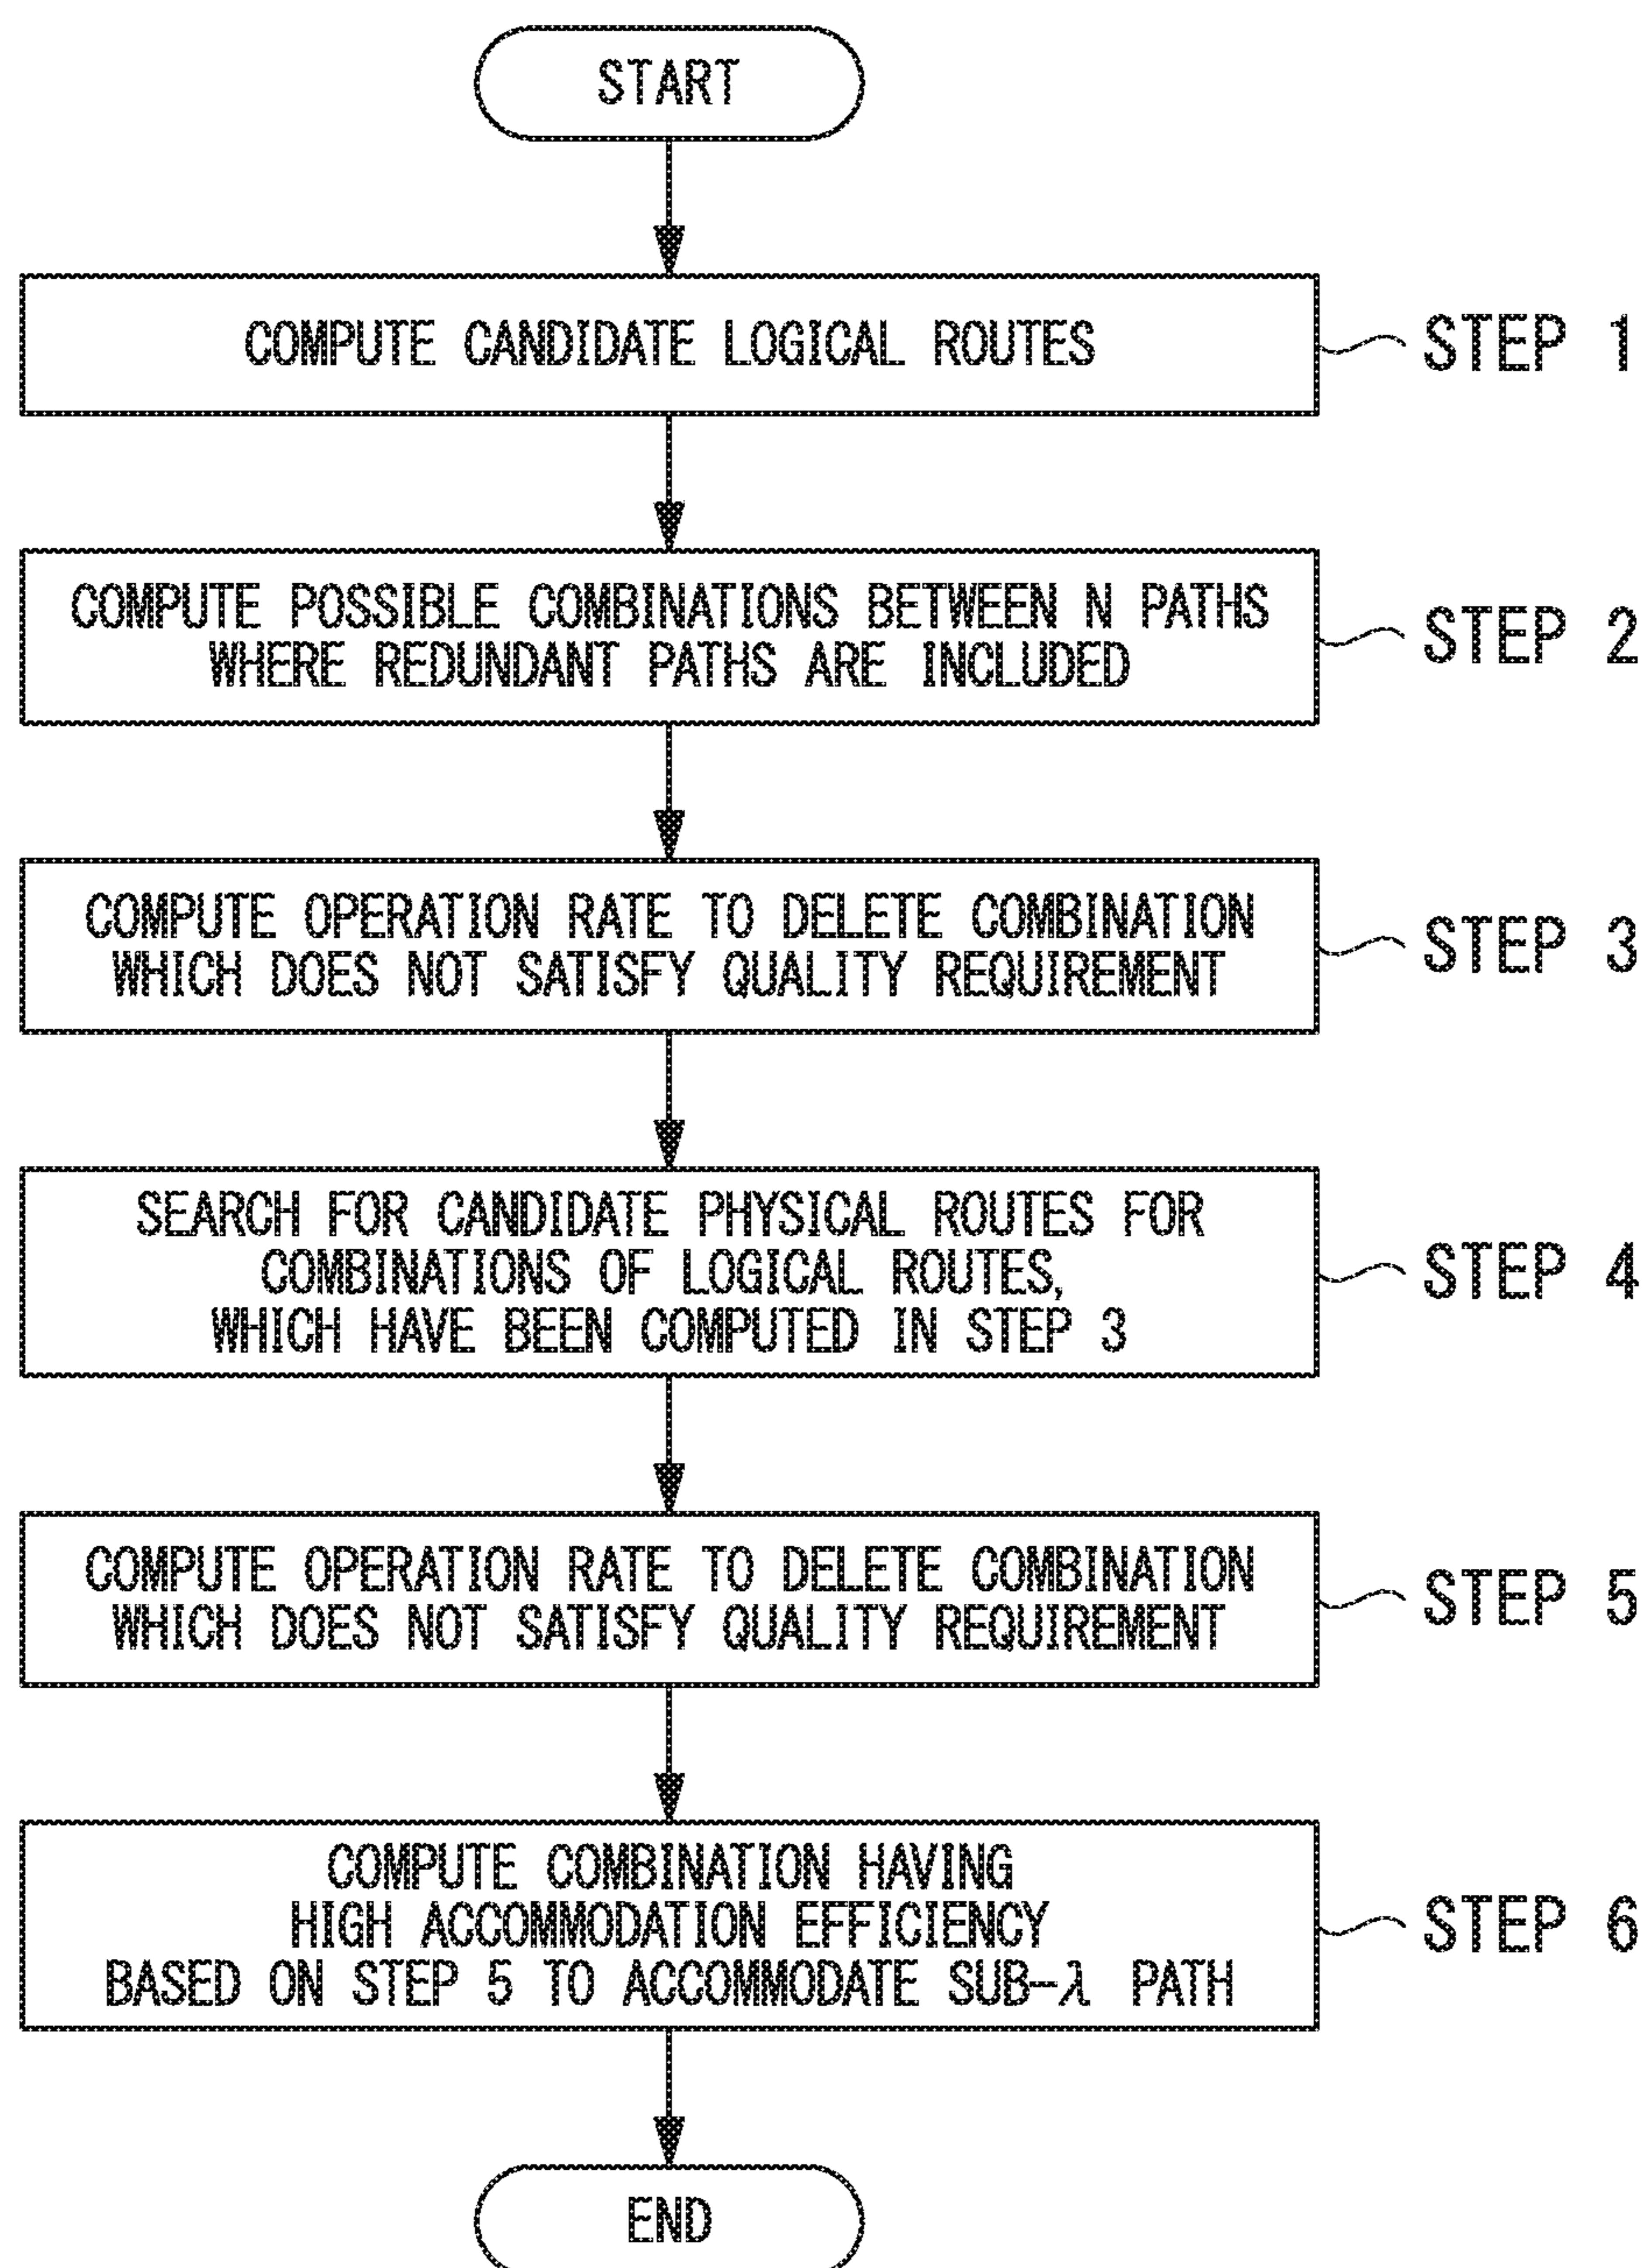 START
COMPUTE CANDIDATE LOGICAL ROUTES
STEP 1
COMPUTE POSSIBLE COMBINATIONS BETWEEN N PATHS
WHERE REDUNDANT PATHS ARE INCLUDED
STEP 2
COMPUTE OPERATION RATE TO DELETE COMBINATION
WHICH DOES NOT SATISFY QUALITY REQUIREMENT
STEP 3
SEARCH FOR CANDIDATE PHYSICAL ROUTES FOR
COMBINATIONS OF LOGICAL ROUTES,
WHICH HAVE BEEN COMPUTED IN STEP 3
STEP 4
COMPUTE OPERATION RATE TO DELETE COMBINATION
WHICH DOES NOT SATISFY QUALITY REQUIREMENT
STEP 5
COMPUTE COMBINATION HAVING
HIGH ACCOMMODATION EFFICIENCY
BASED ON STEP 5 TO ACCOMMODATE SUB-λ PATH
STEP 6
END